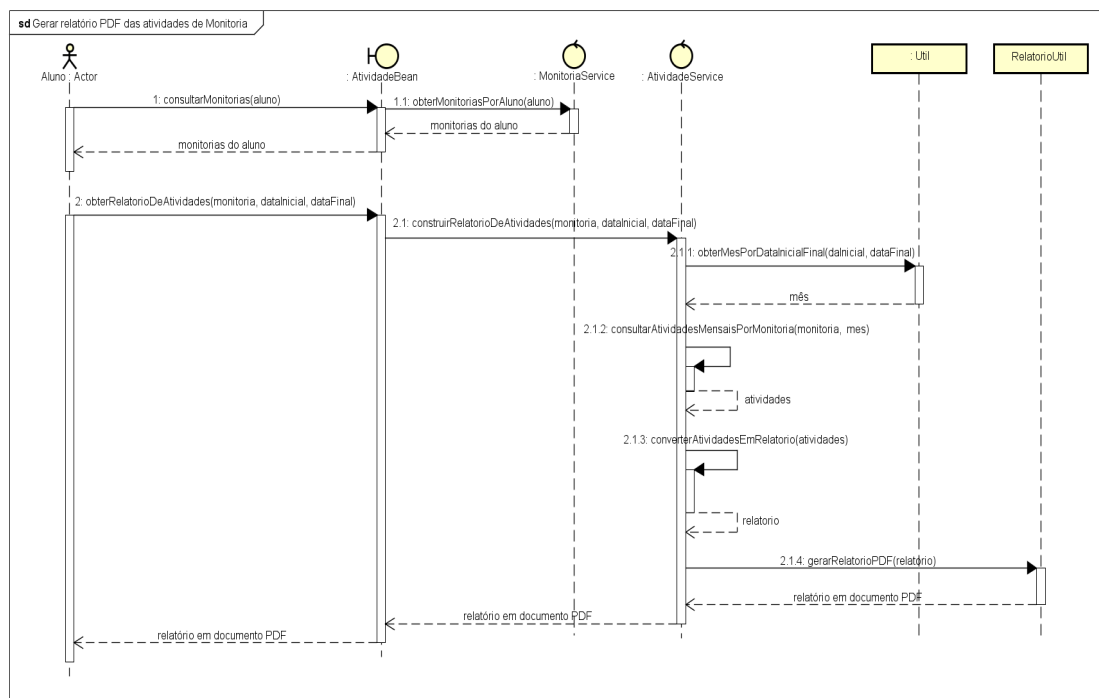 sd Gerar relatório PDF das atividades de Monitoria
Aluno : Actor
: AtividadeBean
: MonitoriaService
: AtividadeService
: Util
RelatorioUtil
1: consultarMonitorias(aluno)
1.1: obterMonitoriasPorAluno(aluno)
monitorias do aluno
monitorias do aluno
2: obterRelatorioDeAtividades(monitoria, dataInicial, dataFinal)
2.1: construirRelatorioDeAtividades(monitoria, dataInicial, dataFinal)
2.1.1: obterMesPorDataInicialFinal(daInicial, dataFinal)
mês
2.1.2: consultarAtividadesMensaisPorMonitoria(monitoria, mes)
atividades
2.1.3: converterAtividadesEmRelatorio(atividades)
relatorio
2.1.4: gerarRelatorioPDF(relatório)
relatório em documento PDF
relatório em documento PDF
relatório em documento PDF